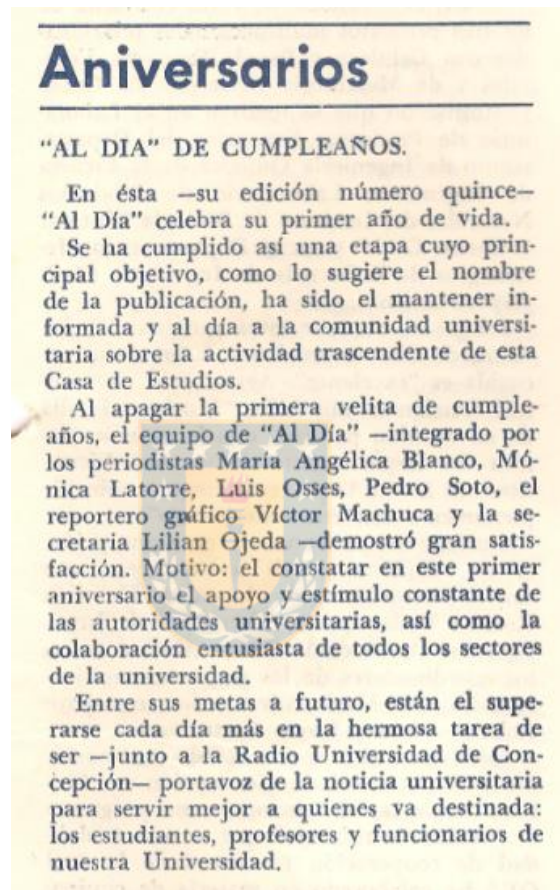 Aniversarios
"AL DIA" DE CUMPLEAÑOS.
En ésta —su edición número quince—
"Al Día" celebra su primer año de vida.
Se ha cumplido así una etapa cuyo prin-
cipal objetivo, como lo sugiere el nombre
de la publicación, ha sido el mantener in-
formada y al día a la comunidad universi-
taria sobre la actividad trascendente de esta
Casa de Estudios.
Al apagar la primera velita de cumple-
años, el equipo de "Al Día" —integrado por
los periodistas María Angélica Blanco, Mó-
nica Latorre, Luis Osses, Pedro Soto, el
reportero gráfico Víctor Machuca y la se-
cretaria Lilian Ojeda —demostró gran satis-
facción. Motivo: el constatar en este primer
aniversario el apoyo y estímulo constante de
las autoridades universitarias, así como la
colaboración entusiasta de todos los sectores
de la universidad.
Entre sus metas a futuro, están el supe-
rarse cada día más en la hermosa tarea de
ser —junto a la Radio Universidad de Con-
cepción— portavoz de la noticia universitaria
para servir mejor a quienes va destinada:
los estudiantes, profesores y funcionarios de
nuestra Universidad.